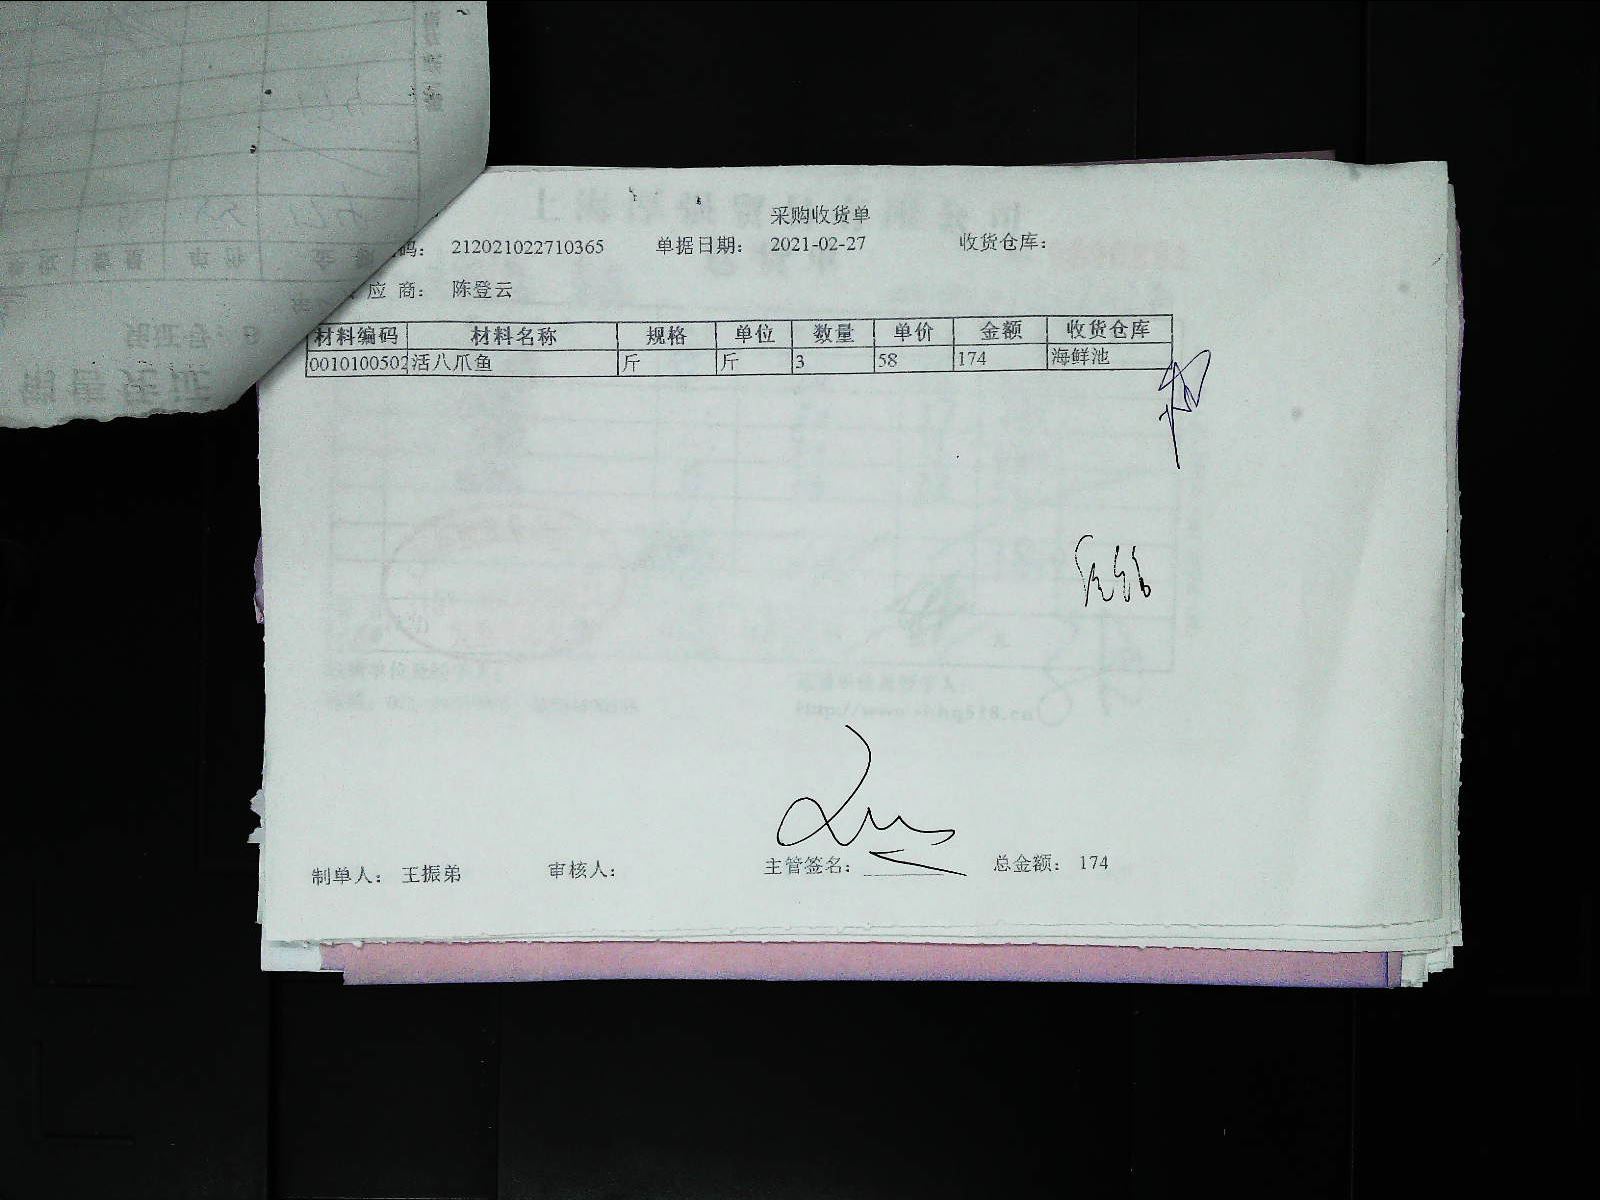 采购收货单
码： 212021022710365 单据日期： 2021-02-27 收货仓库：
应 商： 陈登云
材料编码 材料名称 规格 单位 数量 单价 金额 收货仓库
0010100502 活八爪鱼 斤 斤 3 58 174 海鲜池
制单人： 王振弟 审核人： 主管签名： 总金额： 174